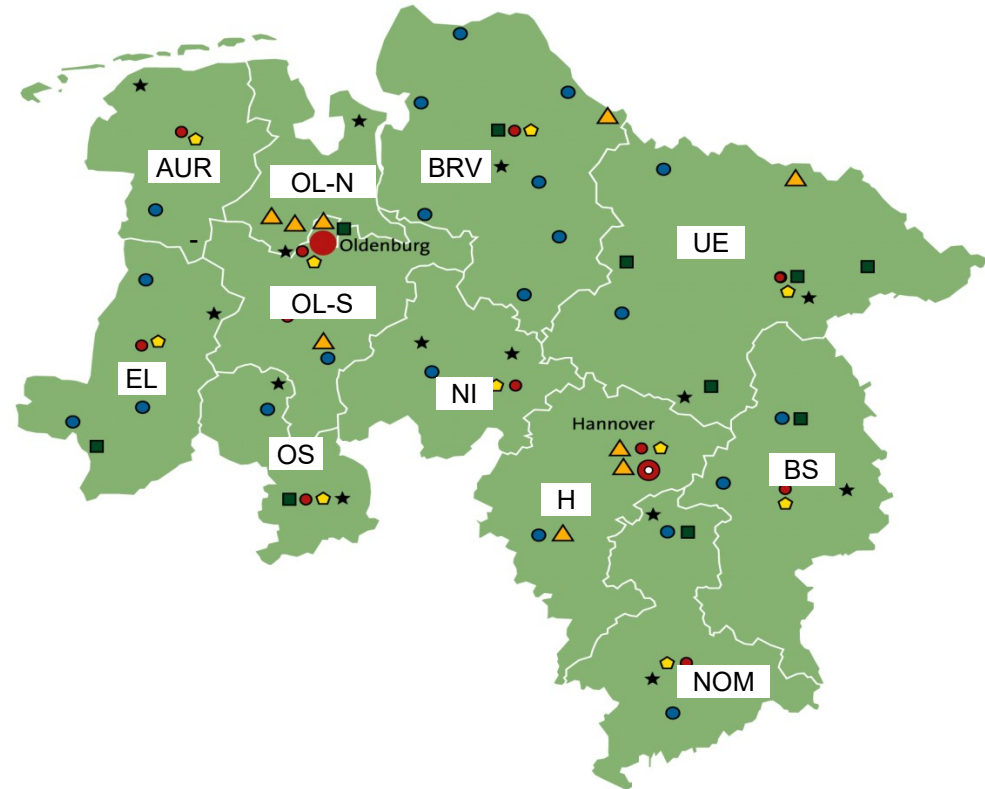 AUR
OL-N
BRV
UE
-
Oldenburg
OL-S
EL
NI
Hannover
OS
BS
H
NOM